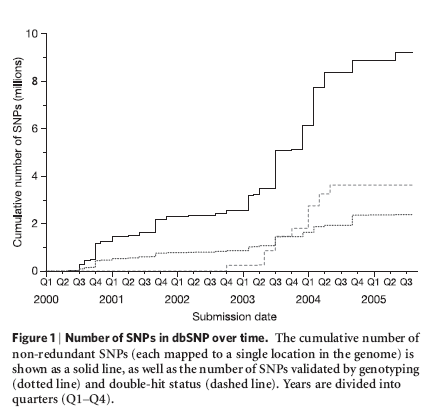 10
8
6
4
2
0
Cumulative number of SNPs (millions)
Q1 Q2 Q3 Q4 Q1 Q2 Q3 Q4 Q1 Q2 Q3 Q4 Q1 Q2 Q3 Q4 Q1 Q2 Q3 Q4 Q1 Q2 Q3
2000 2001 2002 2003 2004 2005
Submission date
Figure 1 | Number of SNPs in dbSNP over time. The cumulative number of
non-redundant SNPs (each mapped to a single location in the genome) is
shown as a solid line, as well as the number of SNPs validated by genotyping
(dotted line) and double-hit status (dashed line). Years are divided into
quarters (Q1–Q4).